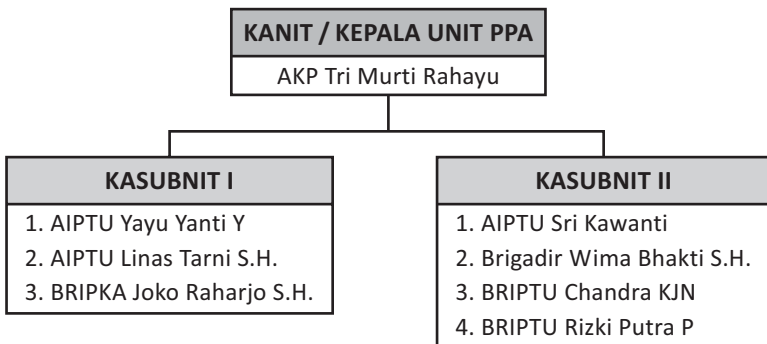 KANIT / KEPALA UNIT PPA
AKP Tri Murti Rahayu
KASUBNIT I
1. AIPTU Yayu Yanti Y
2. AIPTU Linas Tarni S.H.
3. BRIPKA Joko Raharjo S.H.
KASUBNIT II
1. AIPTU Sri Kawanti
2. Brigadir Wima Bhakti S.H.
3. BRIPTU Chandra KJN
4. BRIPTU Rizki Putra P